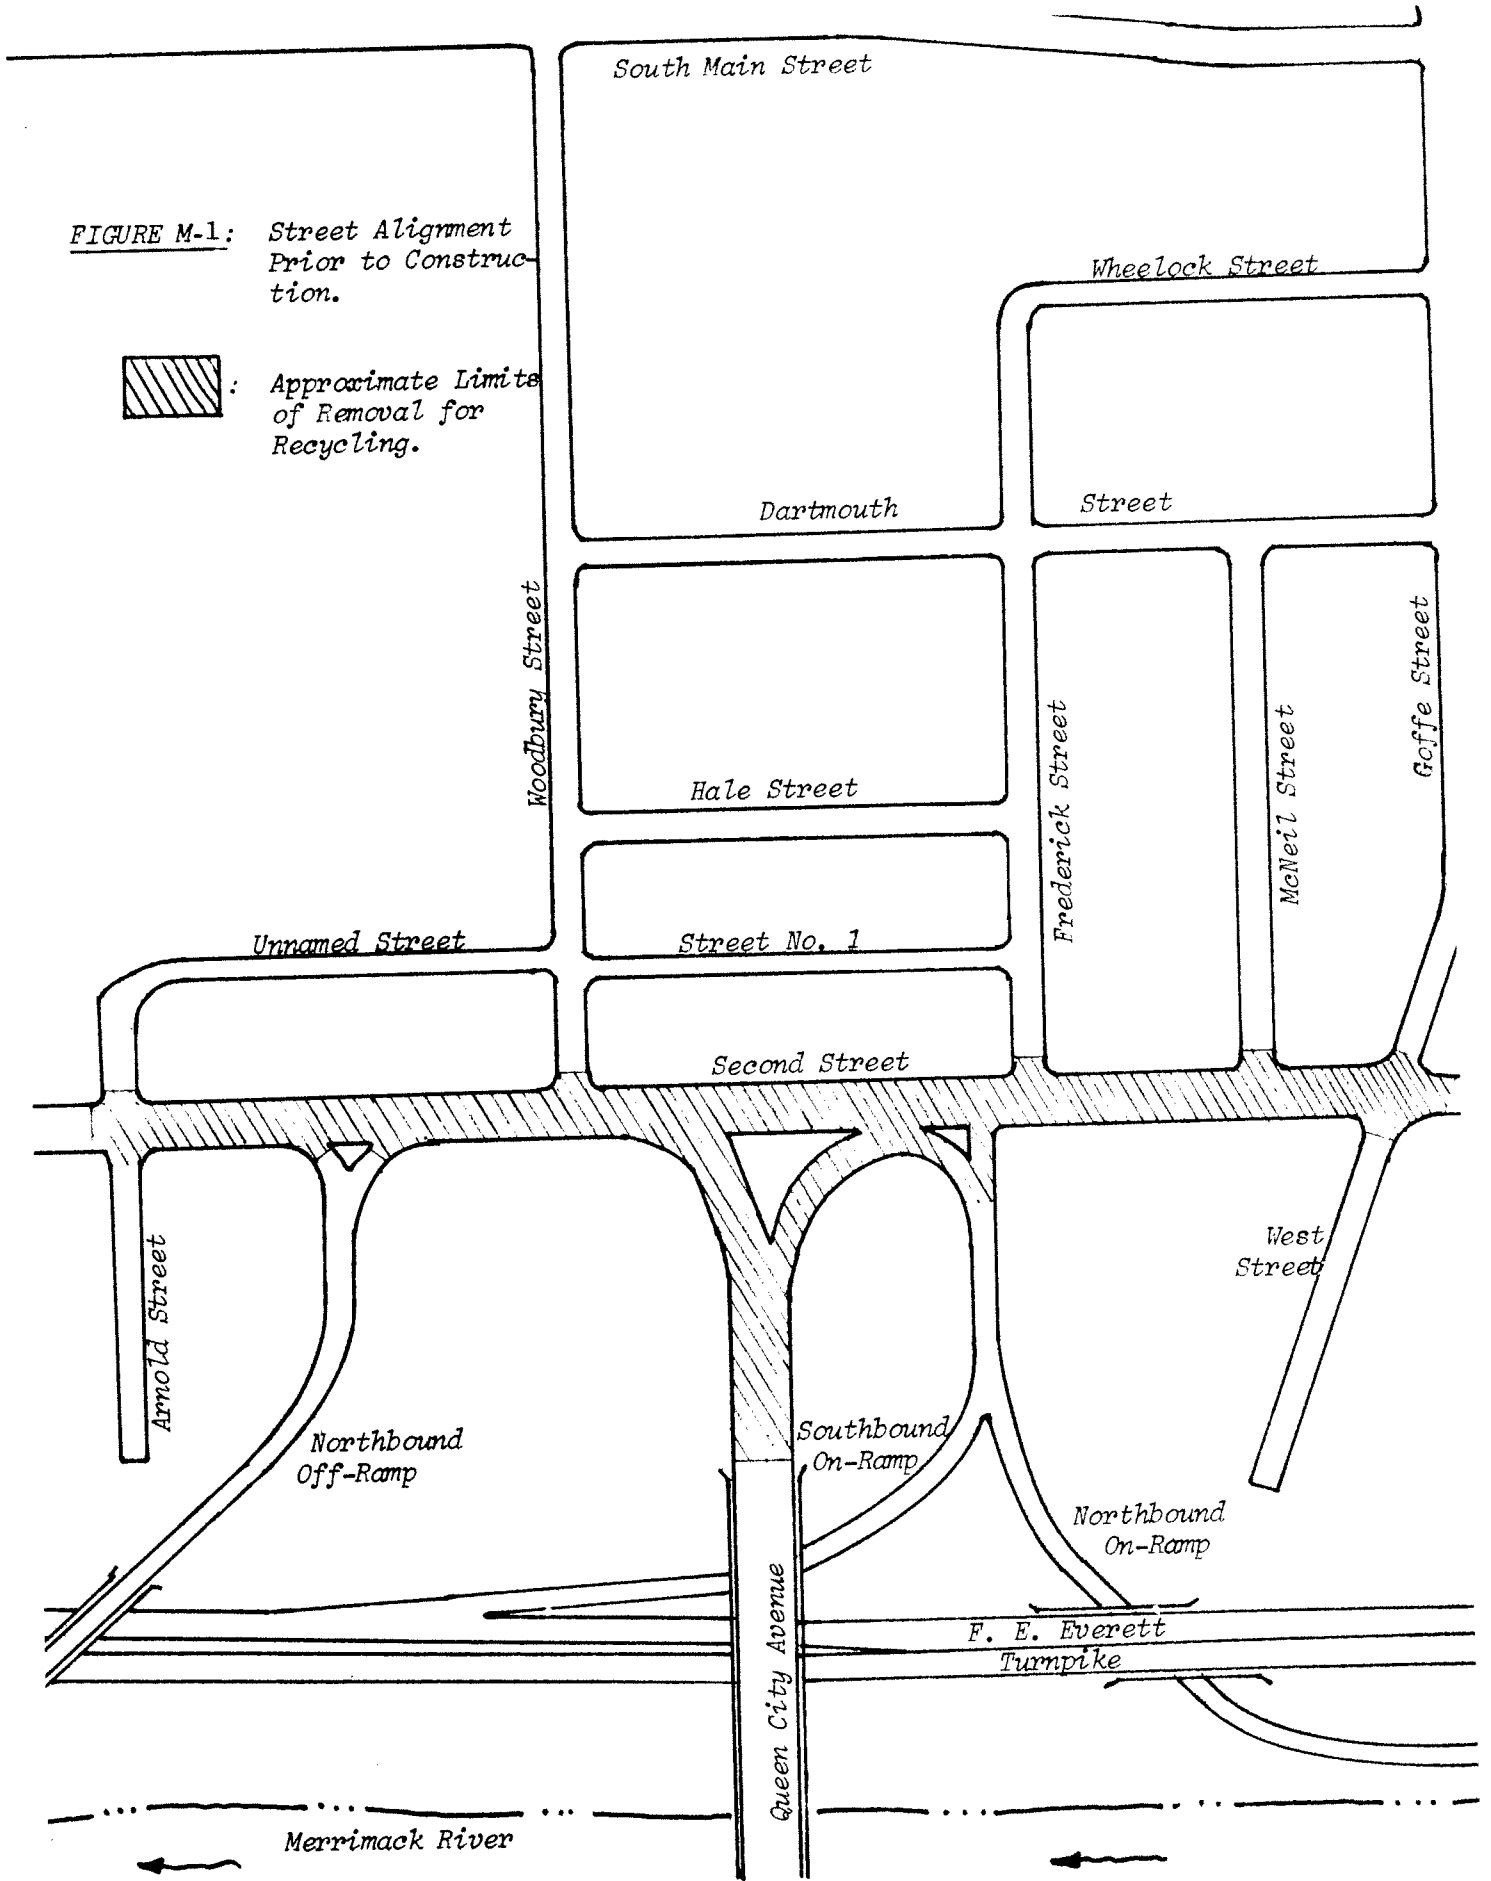 South Main Street
FIGURE M-1: Street Alignment
Prior to Construc-
tion.
Wheelock Street
: Approximate Limits
of Removal for
Recycling.
Dartmouth Street
Woodbury Street
Goffe Street
Frederick Street
McNeil Street
Hale Street
Unnamed Street
Street No. 1
Second Street
Arnold Street
West
Street
Northbound
Off-Ramp
Southbound
On-Ramp
Northbound
On-Ramp
Queen City Avenue
F. E. Everett
Turnpike
Merrimack River